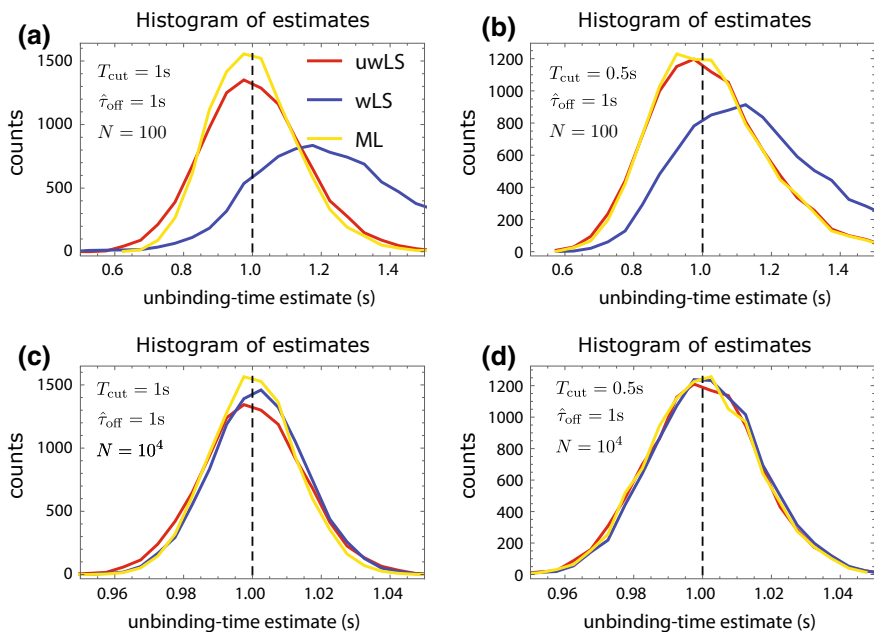 Histogram of estimates
(a)
T_cut = 1s
τ̂_off = 1s
N = 100
uwLS
wLS
ML
counts
1500
1000
500
0
0.6 0.8 1.0 1.2 1.4
unbinding-time estimate (s)
Histogram of estimates
(b)
T_cut = 0.5s
τ̂_off = 1s
N = 100
counts
1200
1000
800
600
400
200
0
0.6 0.8 1.0 1.2 1.4
unbinding-time estimate (s)
Histogram of estimates
(c)
T_cut = 1s
τ̂_off = 1s
N = 10⁴
counts
1500
1000
500
0
0.96 0.98 1.00 1.02 1.04
unbinding-time estimate (s)
Histogram of estimates
(d)
T_cut = 0.5s
τ̂_off = 1s
N = 10⁴
counts
1200
1000
800
600
400
200
0
0.96 0.98 1.00 1.02 1.04
unbinding-time estimate (s)